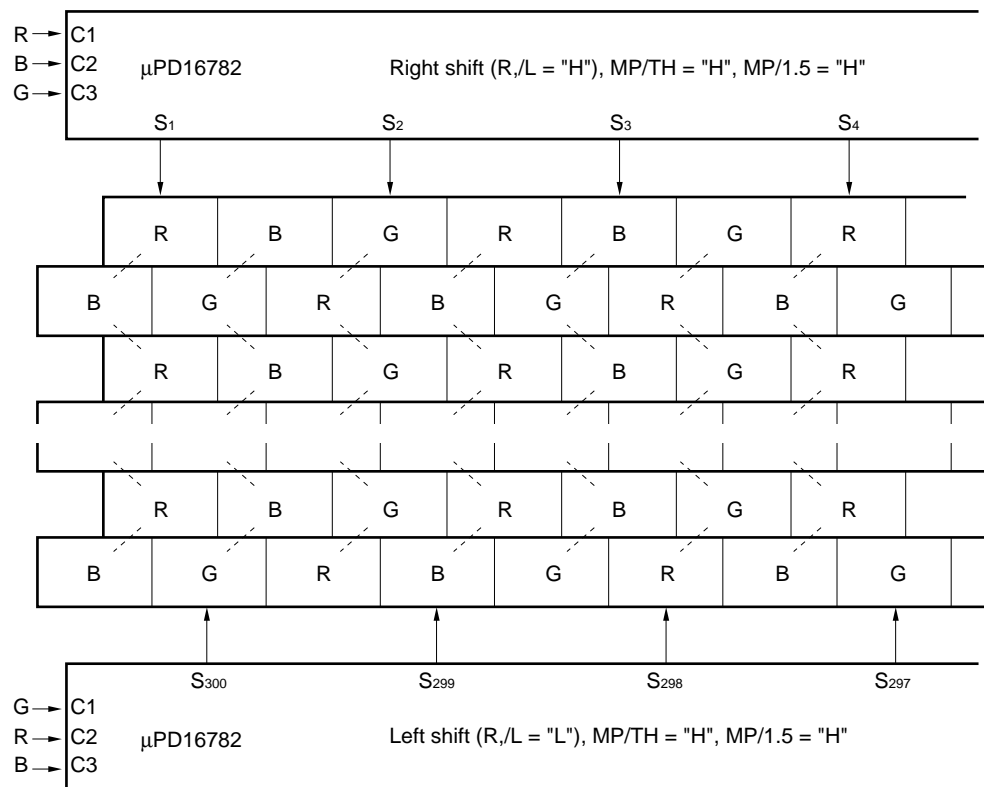 R C1
B C2 µPD16782 Right shift (R,/L = "H"), MP/TH = "H", MP/1.5 = "H"
G C3
S1 S2 S3 S4
R B G R B G R
B G R B G R B G
R B G R B G R
R B G R B G R
B G R B G R B G
S300 S299 S298 S297
G C1
R C2 µPD16782 Left shift (R,/L = "L"), MP/TH = "H", MP/1.5 = "H"
B C3